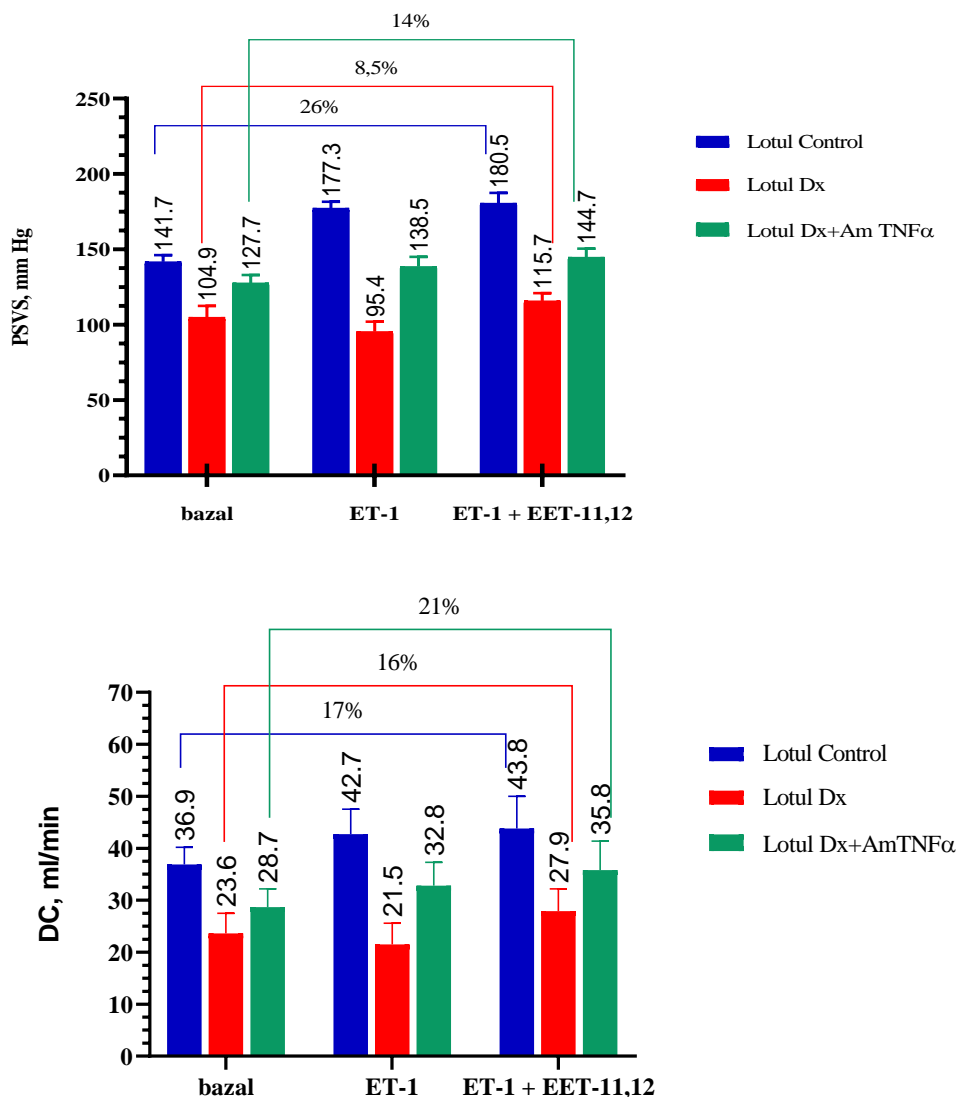 14%
8,5%
26%
250
200
150
100
50
0
PSVS, mm Hg
141.7
104.9
127.7
177.3
95.4
138.5
180.5
115.7
144.7
bazal
ET-1
ET-1 + EET-11,12
Lotul Control
Lotul Dx
Lotul Dx+Am TNFα
21%
16%
17%
70
60
50
40
30
20
10
0
DC, ml/min
36.9
23.6
28.7
42.7
21.5
32.8
43.8
27.9
35.8
bazal
ET-1
ET-1 + EET-11,12
Lotul Control
Lotul Dx
Lotul Dx+AmTNFα